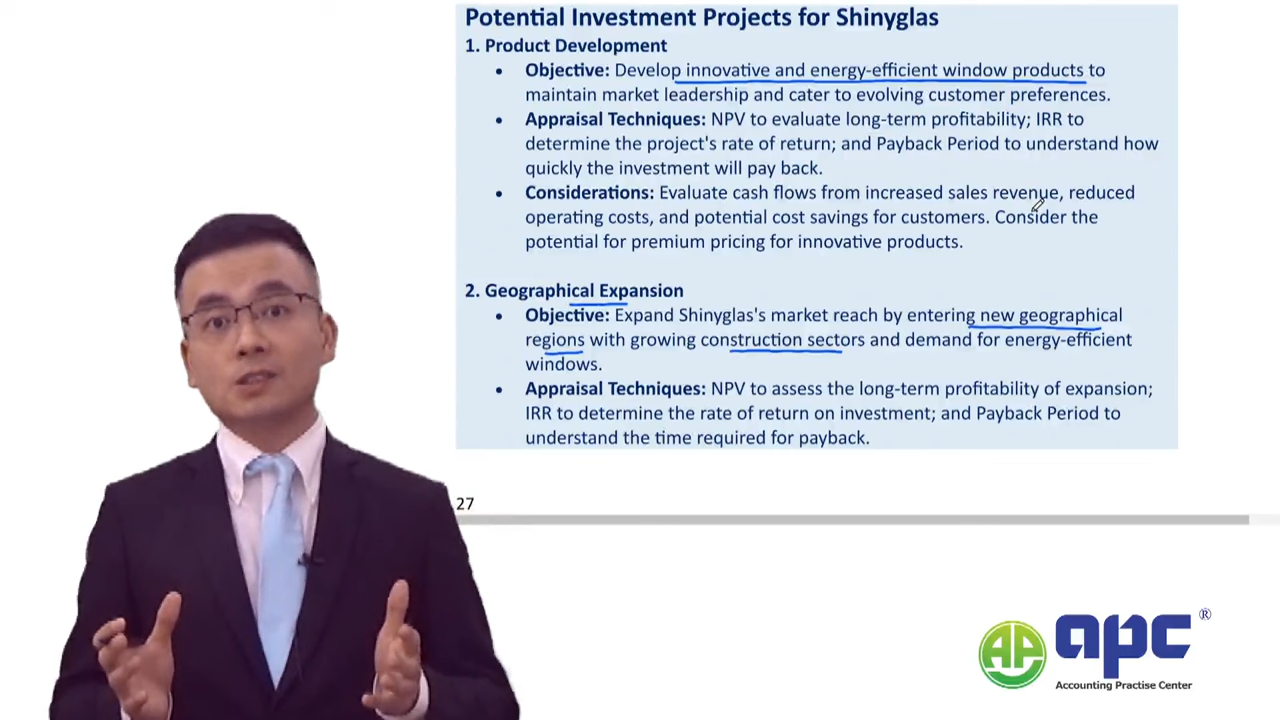 Potential Investment Projects for Shinyglas
1. Product Development
• Objective: Develop innovative and energy-efficient window products to
maintain market leadership and cater to evolving customer preferences.
• Appraisal Techniques: NPV to evaluate long-term profitability; IRR to
determine the project's rate of return; and Payback Period to understand how
quickly the investment will pay back.
• Considerations: Evaluate cash flows from increased sales revenue, reduced
operating costs, and potential cost savings for customers. Consider the
potential for premium pricing for innovative products.
2. Geographical Expansion
• Objective: Expand Shinyglas's market reach by entering new geographical
regions with growing construction sectors and demand for energy-efficient
windows.
• Appraisal Techniques: NPV to assess the long-term profitability of expansion;
IRR to determine the rate of return on investment; and Payback Period to
understand the time required for payback.
27
apc®
Accounting Practise Center